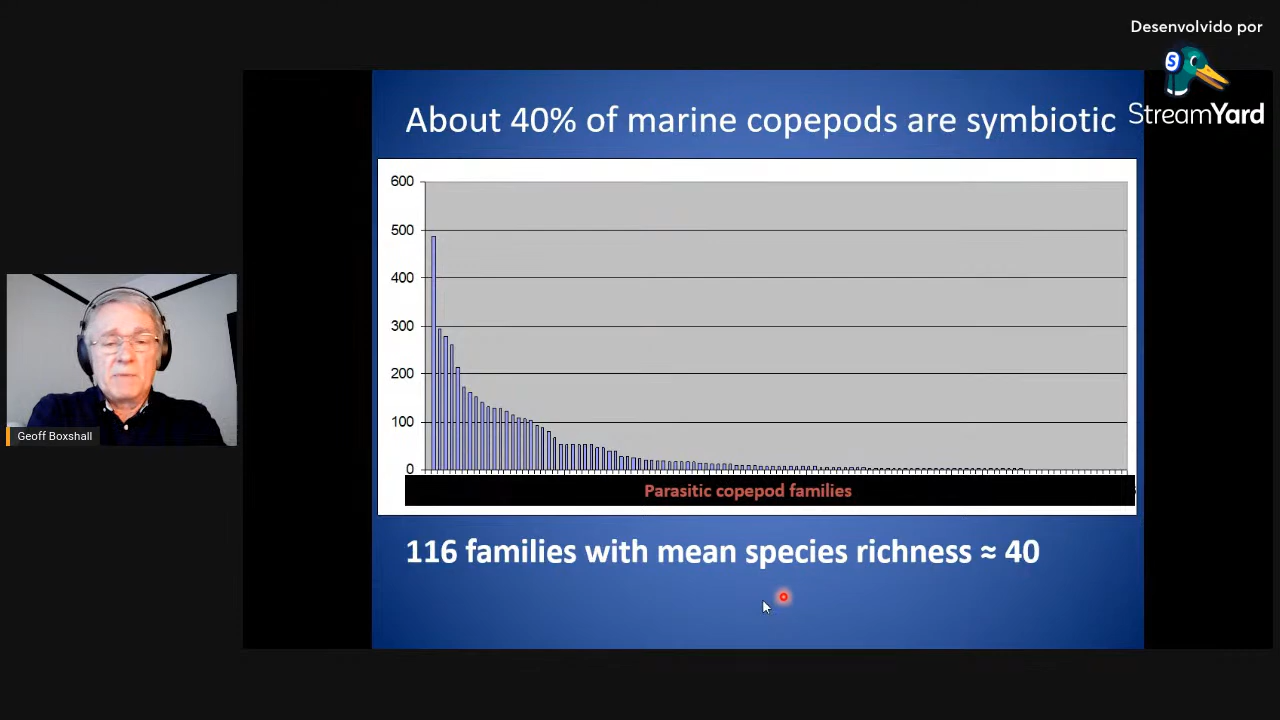 Desenvolvido por
StreamYard
About 40% of marine copepods are symbiotic
600
500
400
300
200
100
0
Parasitic copepod families
116 families with mean species richness ≈ 40
Geoff Boxshall